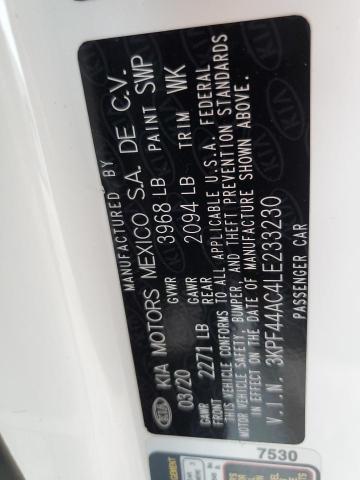 MANUFACTURED BY
KIA KIA MOTORS MEXICO S.A. DE C.V.
03/20 GVWR 3968 LB PAINT SWP
GAWR FRONT 2271 LB GAWR REAR 2094 LB TRIM WK
THIS VEHICLE CONFORMS TO ALL APPLICABLE U.S.A. FEDERAL
MOTOR VEHICLE SAFETY, BUMPER, AND THEFT PREVENTION STANDARDS
IN EFFECT ON THE DATE OF MANUFACTURE SHOWN ABOVE.
V.I.N. 3KPF44AC4LE233230
PASSENGER CAR
7530